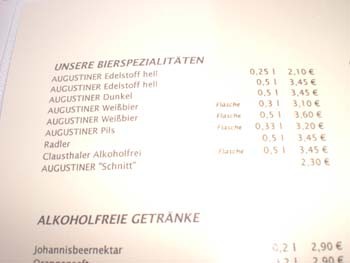 UNSERE BIERSPEZIALITÄTEN
AUGUSTINER Edelstoff hell 0,25 l 2,10 €
AUGUSTINER Edelstoff hell 0,5 l 3,45 €
AUGUSTINER Dunkel 0,5 l 3,45 €
AUGUSTINER Weißbier Flasche 0,3 l 3,10 €
AUGUSTINER Weißbier 0,5 l 3,60 €
AUGUSTINER Pils Flasche 0,33 l 3,20 €
Radler 0,5 l 3,45 €
Clausthaler Alkoholfrei Flasche 0,5 l 3,45 €
AUGUSTINER "Schnitt" 2,30 €
ALKOHOLFREIE GETRÄNKE
Johannisbeernektar 0,2 l 2,90 €
2,90 €